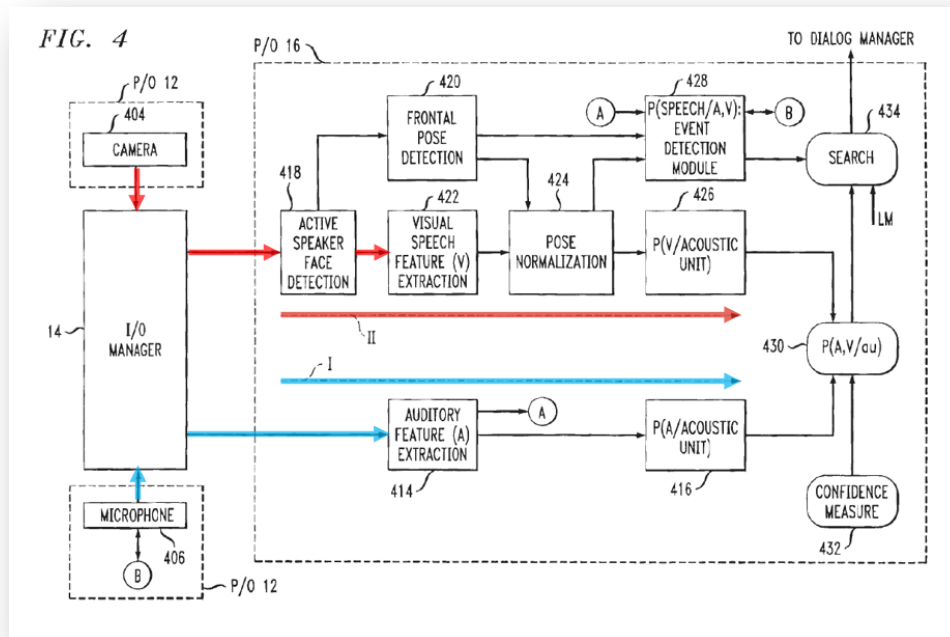 FIG. 4
P/O 12
404
CAMERA
14
I/O
MANAGER
MICROPHONE
406
B
P/O 12
P/O 16
TO DIALOG MANAGER
420
FRONTAL
POSE
DETECTION
A
428
P(SPEECH/A,V):
EVENT
DETECTION
MODULE
B
434
SEARCH
LM
418
ACTIVE
SPEAKER
FACE
DETECTION
422
VISUAL
SPEECH
FEATURE (V)
EXTRACTION
424
POSE
NORMALIZATION
426
P(V/ACOUSTIC
UNIT)
II
I
430
P(A,V/au)
AUDITORY
FEATURE (A)
EXTRACTION
414
A
P(A/ACOUSTIC
UNIT)
416
CONFIDENCE
MEASURE
432